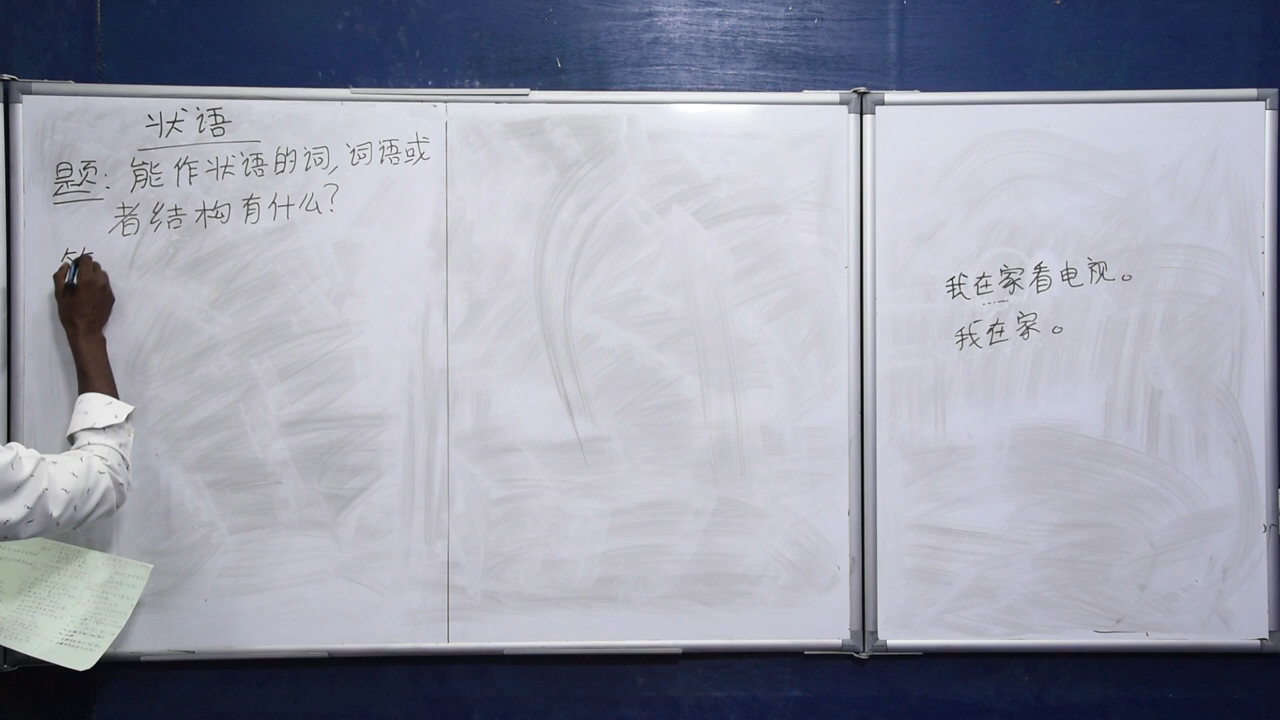 状语
题：能作状语的词，词语或
者结构有什么？
我在家看电视。
我在家。